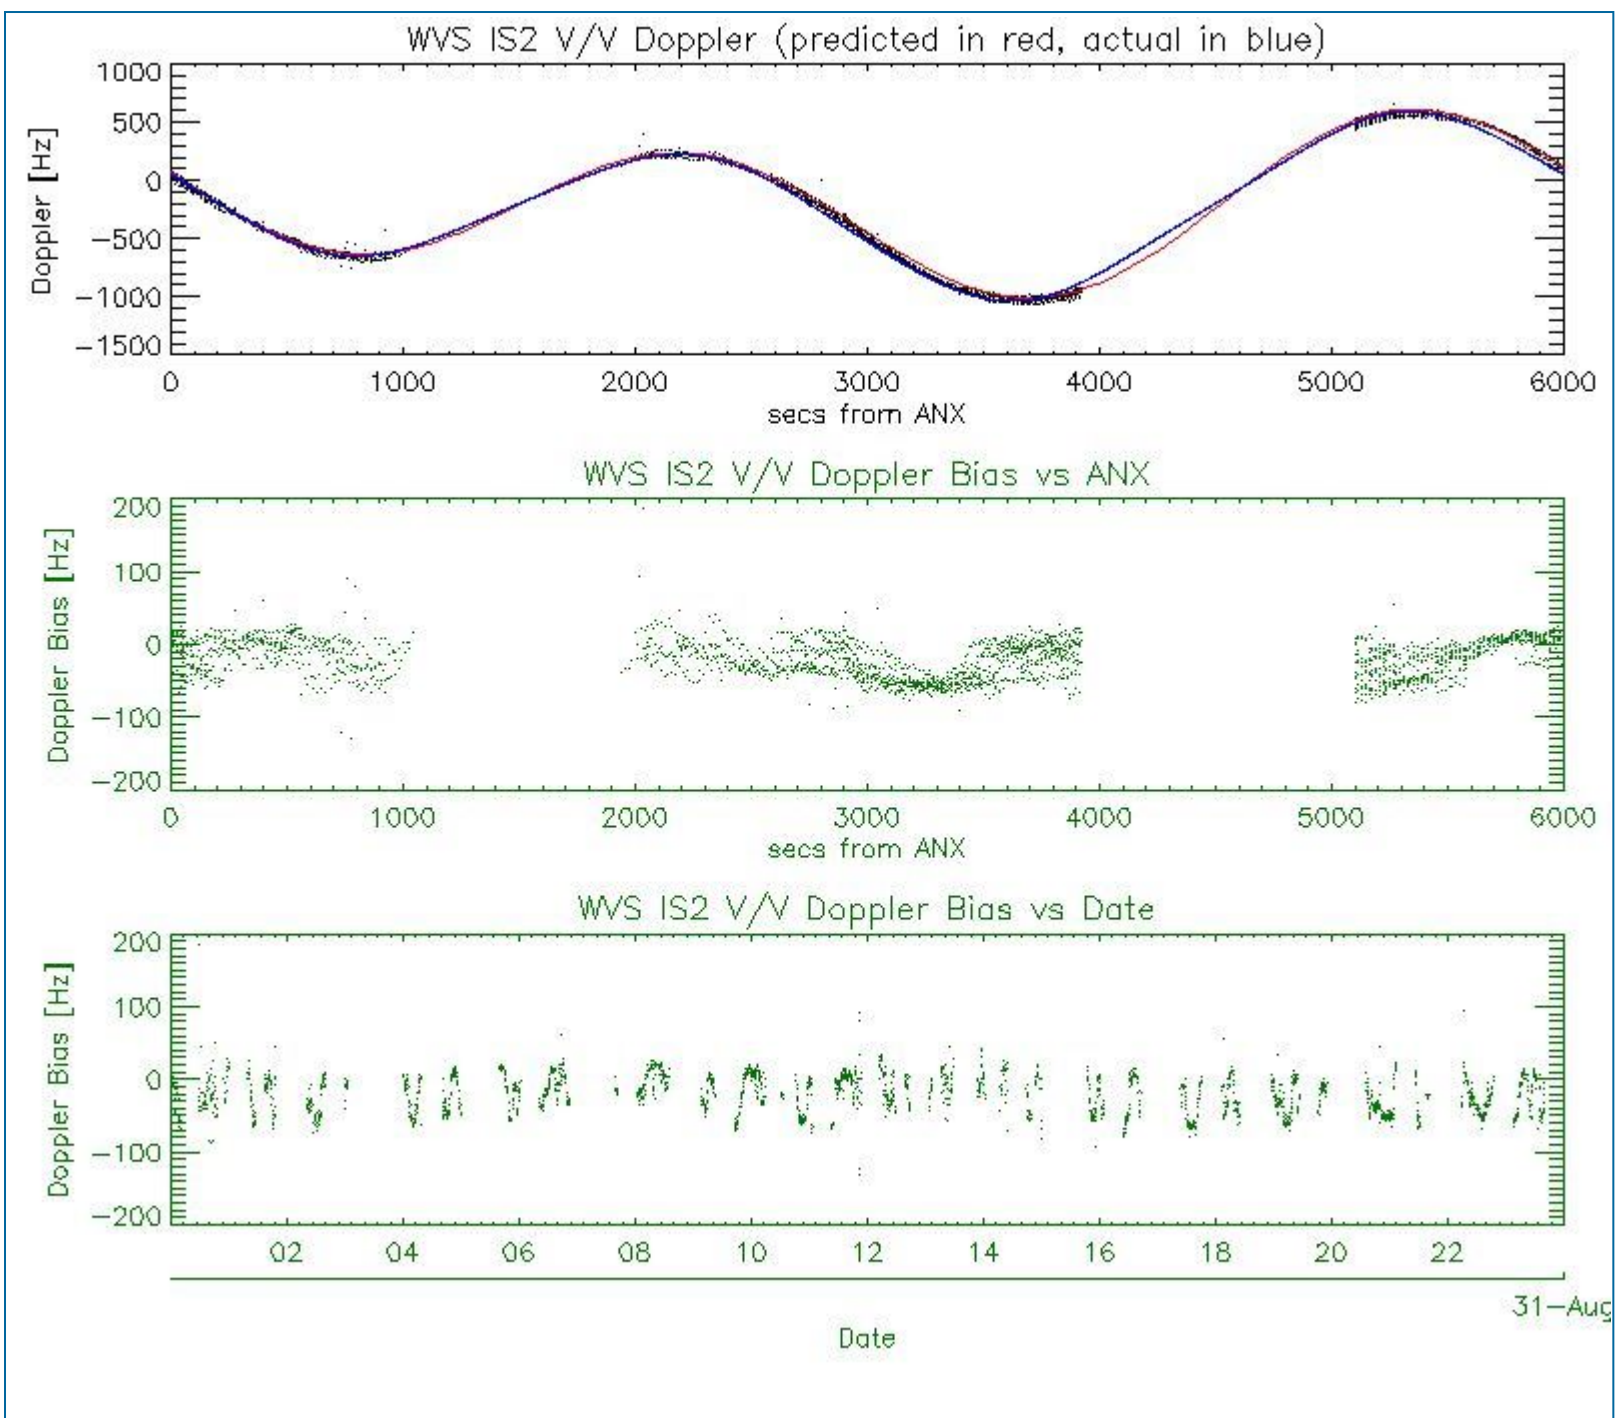 WVS IS2 V/V Doppler (predicted in red, actual in blue)
1000
500
0
-500
-1000
-1500
Doppler [Hz]
0 1000 2000 3000 4000 5000 6000
secs from ANX
WVS IS2 V/V Doppler Bias vs ANX
200
100
0
-100
-200
Doppler Bias [Hz]
0 1000 2000 3000 4000 5000 6000
secs from ANX
WVS IS2 V/V Doppler Bias vs Date
200
100
0
-100
-200
Doppler Bias [Hz]
02 04 06 08 10 12 14 16 18 20 22
31-Aug
Date